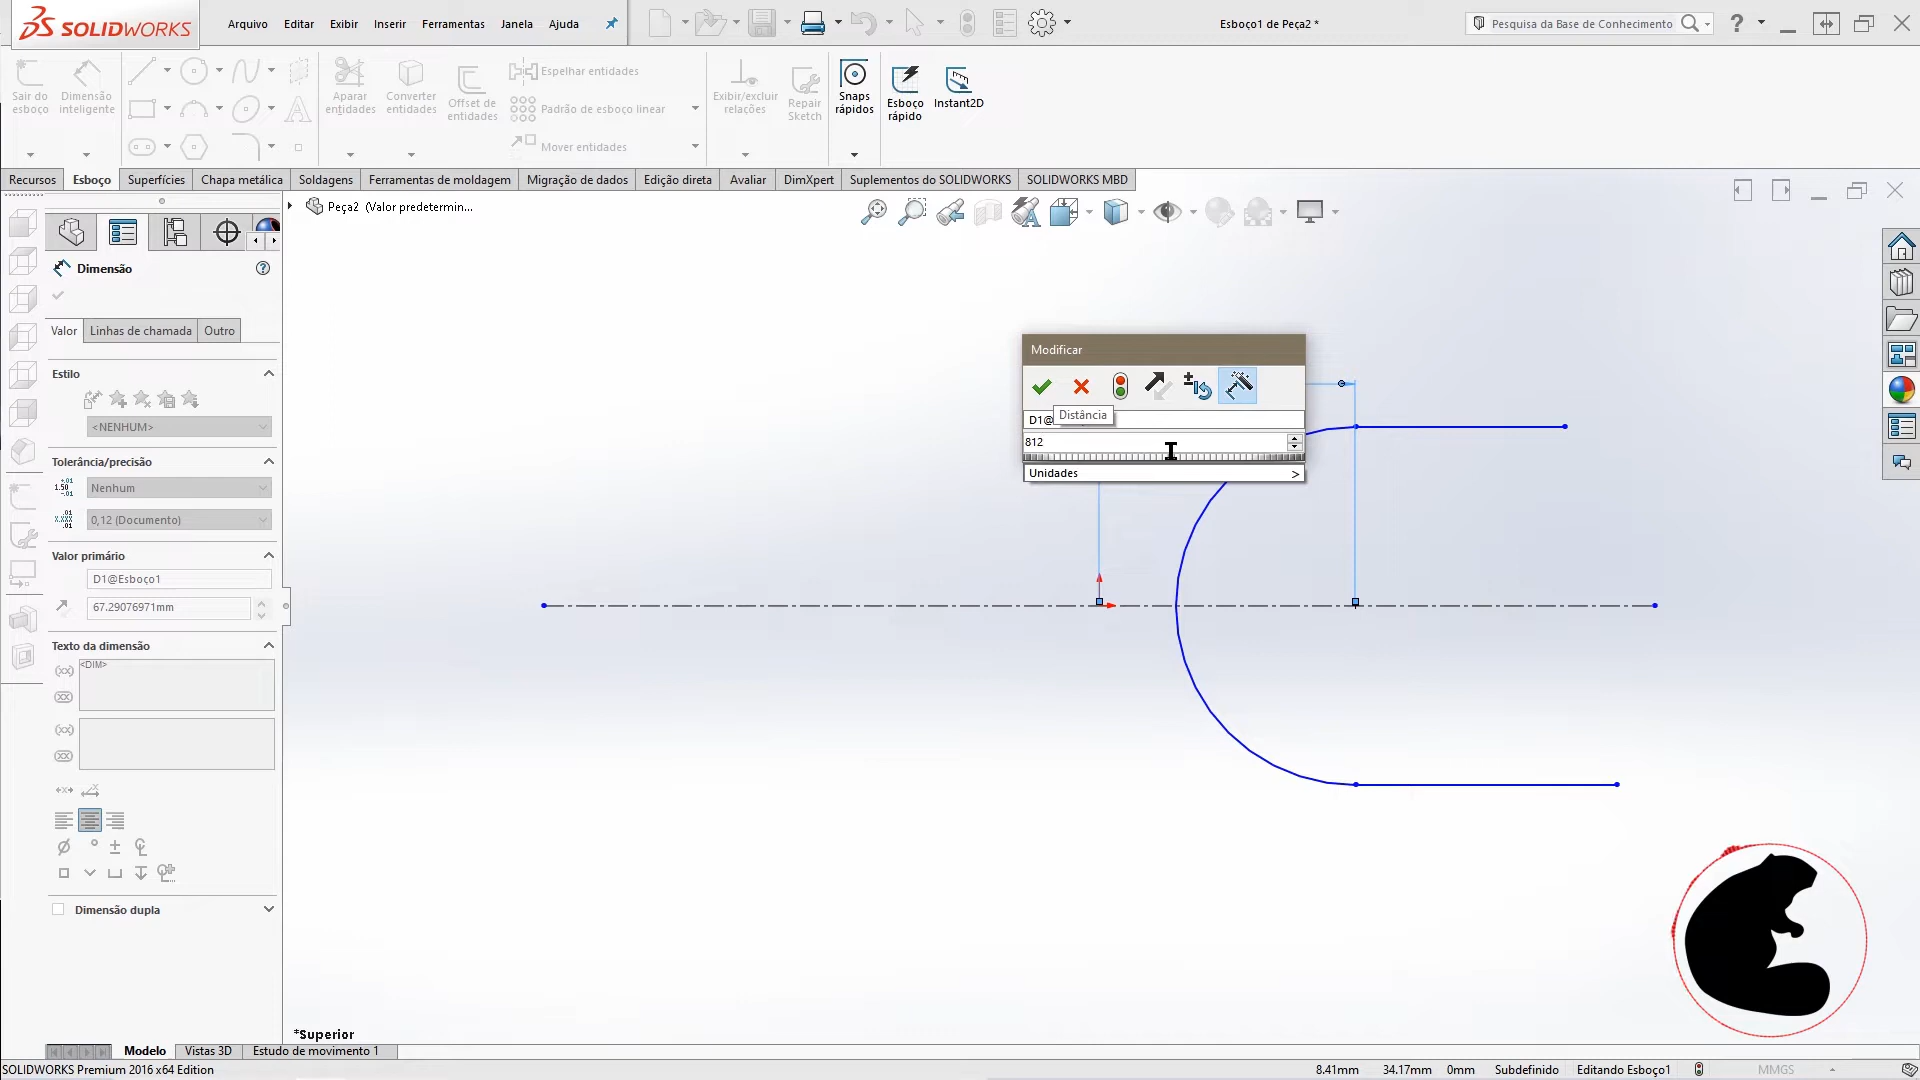 SOLIDWORKS
Arquivo Editar Exibir Inserir Ferramentas Janela Ajuda
Esboço1 de Peça2 *
Pesquisa da Base de Conhecimento
?
Sair do esboço
Dimensão inteligente
Aparar entidades
Converter entidades
Offset de entidades
Espelhar entidades
Padrão de esboço linear
Mover entidades
Exibir/excluir relações
Repair Sketch
Snaps rápidos
Esboço rápido
Instant2D
Recursos Esboço Superfícies Chapa metálica Soldagens Ferramentas de moldagem Migração de dados Edição direta Avaliar DimXpert Suplementos do SOLIDWORKS SOLIDWORKS MBD
Peça2 (Valor predetermin...
Dimensão
Valor Linhas de chamada Outro
Estilo
<NENHUM>
Tolerância/precisão
Nenhum
0,12 (Documento)
Valor primário
D1@Esboço1
67.29076971mm
Texto da dimensão
<DIM>
Dimensão dupla
Modificar
D1@
Distância
812
Unidades >
*Superior
Modelo Vistas 3D Estudo de movimento 1
SOLIDWORKS Premium 2016 x64 Edition
8.41mm 34.17mm 0mm Subdefinido Editando Esboço1 MMGS